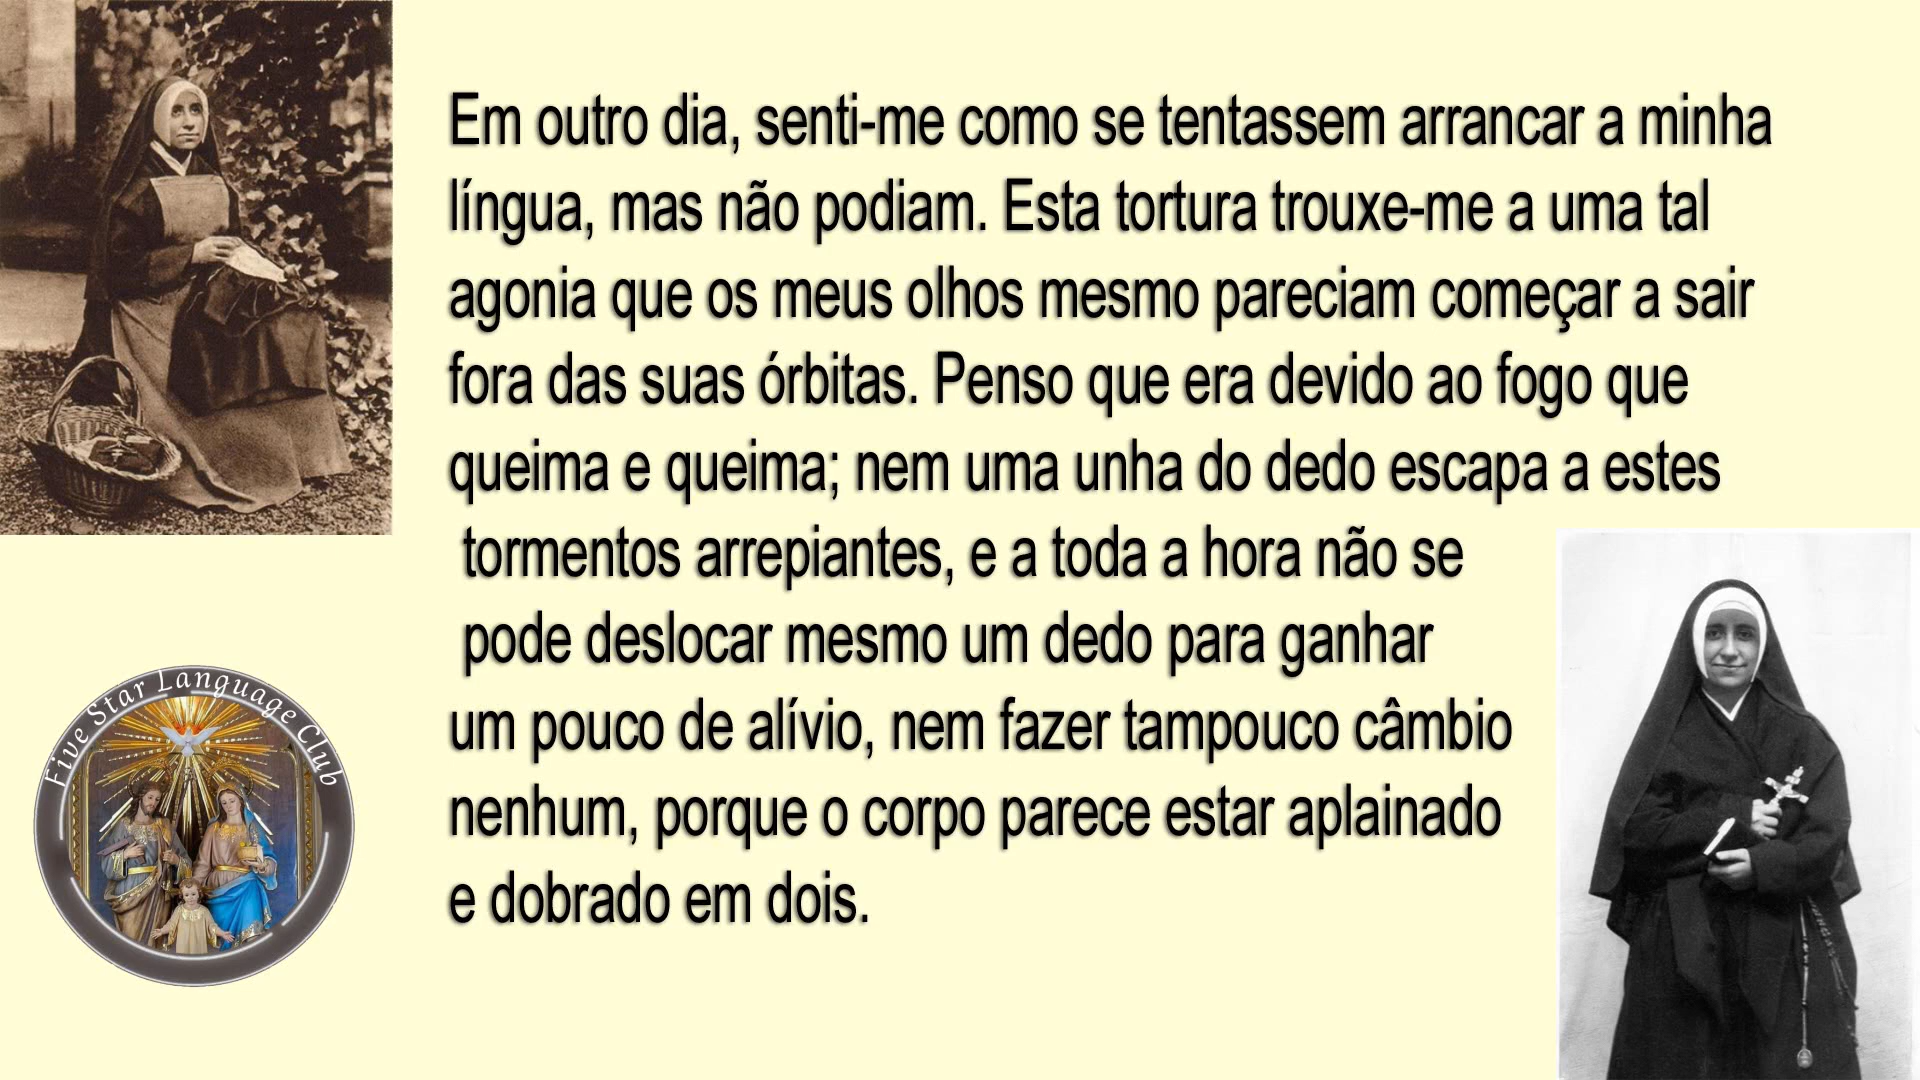 Em outro dia, senti-me como se tentassem arrancar a minha
língua, mas não podiam. Esta tortura trouxe-me a uma tal
agonia que os meus olhos mesmo pareciam começar a sair
fora das suas órbitas. Penso que era devido ao fogo que
queima e queima; nem uma unha do dedo escapa a estes
tormentos arrepiantes, e a toda a hora não se
pode deslocar mesmo um dedo para ganhar
um pouco de alívio, nem fazer tampouco câmbio
nenhum, porque o corpo parece estar aplainado
e dobrado em dois.
Five Star Language Club